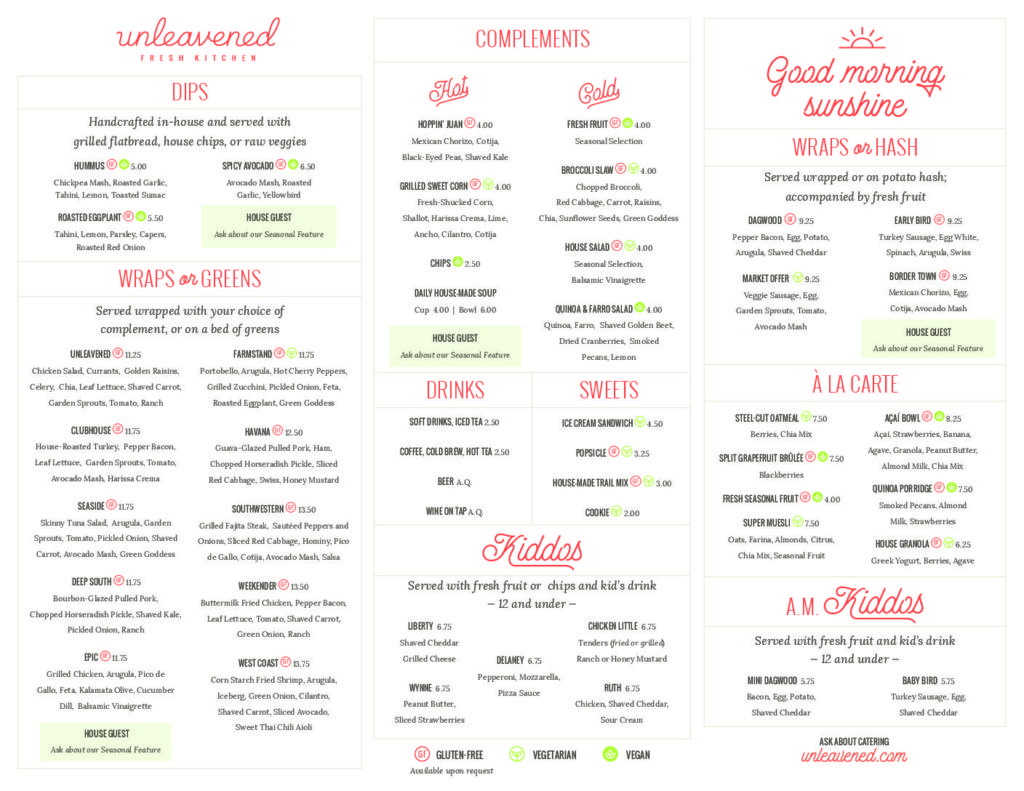 unleavened
FRESH KITCHEN
DIPS
Handcrafted in-house and served with
grilled flatbread, house chips, or raw veggies
HUMMUS GF 5.00
Chickpea Mash, Roasted Garlic,
Tahini, Lemon, Toasted Sumac
ROASTED EGGPLANT GF 5.50
Tahini, Lemon, Parsley, Capers,
Roasted Red Onion
SPICY AVOCADO GF 6.50
Avocado Mash, Roasted
Garlic, Yellowbird
HOUSE GUEST
Ask about our Seasonal Feature
WRAPS or GREENS
Served wrapped with your choice of
complement, or on a bed of greens
UNLEAVENED GF 11.25
Chicken Salad, Currants, Golden Raisins,
Celery, Chia, Leaf Lettuce, Shaved Carrot,
Garden Sprouts, Tomato, Ranch
CLUBHOUSE GF 11.75
House-Roasted Turkey, Pepper Bacon,
Leaf Lettuce, Garden Sprouts, Tomato,
Avocado Mash, Harissa Crema
SEASIDE GF 11.75
Skinny Tuna Salad, Arugula, Garden
Sprouts, Tomato, Pickled Onion, Shaved
Carrot, Avocado Mash, Green Goddess
DEEP SOUTH GF 11.75
Bourbon-Glazed Pulled Pork,
Chopped Horseradish Pickle, Shaved Kale,
Pickled Onion, Ranch
EPIC GF 11.75
Grilled Chicken, Arugula, Pico de
Gallo, Feta, Kalamata Olive, Cucumber
Dill, Balsamic Vinaigrette
HOUSE GUEST
Ask about our Seasonal Feature
FARMSTAND GF 11.75
Portobello, Arugula, Hot Cherry Peppers,
Grilled Zucchini, Pickled Onion, Feta,
Roasted Eggplant, Green Goddess
HAVANA GF 12.50
Guava-Glazed Pulled Pork, Ham,
Chopped Horseradish Pickle, Sliced
Red Cabbage, Swiss, Honey Mustard
SOUTHWESTERN GF 13.50
Grilled Fajita Steak, Sautéed Peppers and
Onions, Sliced Red Cabbage, Hominy, Pico
de Gallo, Cotija, Avocado Mash, Salsa
WEEKENDER GF 13.50
Buttermilk Fried Chicken, Pepper Bacon,
Leaf Lettuce, Tomato, Shaved Carrot,
Green Onion, Ranch
WEST COAST GF 13.75
Corn Starch Fried Shrimp, Arugula,
Iceberg, Green Onion, Cilantro,
Shaved Carrot, Sliced Avocado,
Sweet Thai Chili Aioli
COMPLEMENTS
Hot
HOPPIN' JUAN GF 4.00
Mexican Chorizo, Cotija,
Black-Eyed Peas, Shaved Kale
GRILLED SWEET CORN GF 4.00
Fresh-Shucked Corn,
Shallot, Harissa Crema, Lime,
Ancho, Cilantro, Cotija
CHIPS 2.50
DAILY HOUSE-MADE SOUP
Cup 4.00 | Bowl 6.00
HOUSE GUEST
Ask about our Seasonal Feature
Cold
FRESH FRUIT GF 4.00
Seasonal Selection
BROCCOLI SLAW GF 4.00
Chopped Broccoli,
Red Cabbage, Carrot, Raisins,
Chia, Sunflower Seeds, Green Goddess
HOUSE SALAD GF 4.00
Seasonal Selection,
Balsamic Vinaigrette
QUINOA & FARRO SALAD 4.00
Quinoa, Farro, Shaved Golden Beet,
Dried Cranberries, Smoked
Pecans, Lemon
DRINKS
SOFT DRINKS, ICED TEA 2.50
COFFEE, COLD BREW, HOT TEA 2.50
BEER A.Q.
WINE ON TAP A.Q.
SWEETS
ICE CREAM SANDWICH 4.50
POPSICLE GF 3.25
HOUSE-MADE TRAIL MIX GF 3.00
COOKIE 2.00
Kiddos
Served with fresh fruit or chips and kid's drink
– 12 and under –
LIBERTY 6.75
Shaved Cheddar
Grilled Cheese
WYNNE 6.75
Peanut Butter,
Sliced Strawberries
DELANEY 6.75
Pepperoni, Mozzarella,
Pizza Sauce
CHICKEN LITTLE 6.75
Tenders (fried or grilled)
Ranch or Honey Mustard
RUTH 6.75
Chicken, Shaved Cheddar,
Sour Cream
GF GLUTEN-FREE
Available upon request
VEGETARIAN
VEGAN
Good morning
sunshine
WRAPS or HASH
Served wrapped or on potato hash;
accompanied by fresh fruit
DAGWOOD GF 9.25
Pepper Bacon, Egg, Potato,
Arugula, Shaved Cheddar
MARKET OFFER 9.25
Veggie Sausage, Egg,
Garden Sprouts, Tomato,
Avocado Mash
EARLY BIRD GF 9.25
Turkey Sausage, Egg White,
Spinach, Arugula, Swiss
BORDER TOWN GF 9.25
Mexican Chorizo, Egg,
Cotija, Avocado Mash
HOUSE GUEST
Ask about our Seasonal Feature
À LA CARTE
STEEL-CUT OATMEAL 7.50
Berries, Chia Mix
SPLIT GRAPEFRUIT BRÛLÉE GF 7.50
Blackberries
FRESH SEASONAL FRUIT GF 4.00
SUPER MUESLI 7.50
Oats, Farina, Almonds, Citrus,
Chia Mix, Seasonal Fruit
AÇAÍ BOWL GF 8.25
Açaí, Strawberries, Banana,
Agave, Granola, Peanut Butter,
Almond Milk, Chia Mix
QUINOA PORRIDGE GF 7.50
Smoked Pecans, Almond
Milk, Strawberries
HOUSE GRANOLA GF 6.25
Greek Yogurt, Berries, Agave
A.M. Kiddos
Served with fresh fruit and kid's drink
– 12 and under –
MINI DAGWOOD 5.75
Bacon, Egg, Potato,
Shaved Cheddar
BABY BIRD 5.75
Turkey Sausage, Egg,
Shaved Cheddar
ASK ABOUT CATERING
unleavened.com